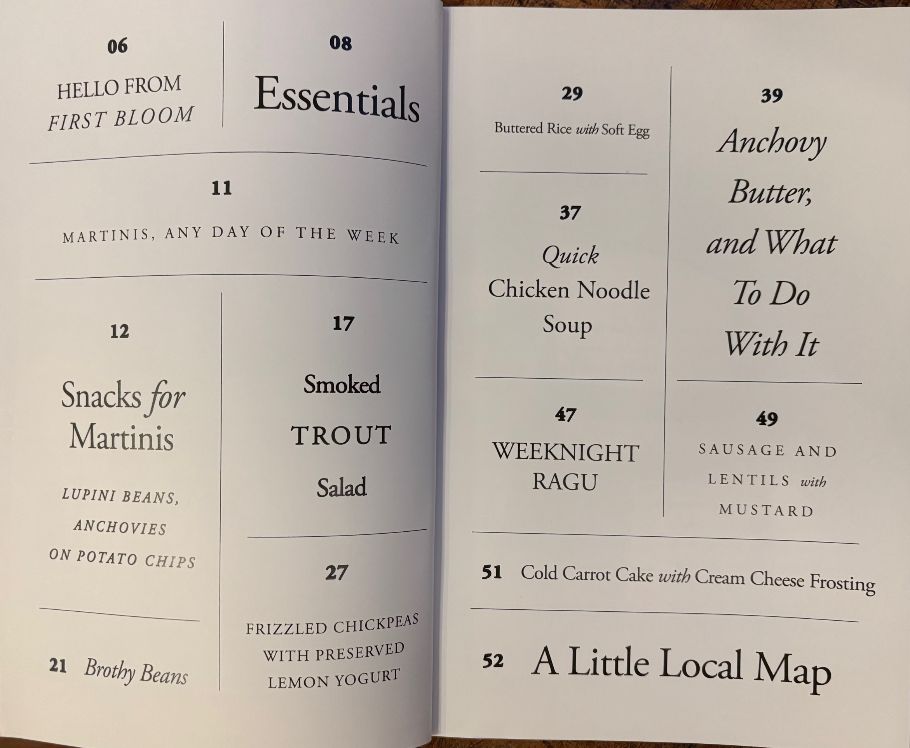 06
HELLO FROM
FIRST BLOOM
08
Essentials
11
MARTINIS, ANY DAY OF THE WEEK
12
Snacks for
Martinis
LUPINI BEANS,
ANCHOVIES
ON POTATO CHIPS
17
Smoked
TROUT
Salad
21 Brothy Beans
27
FRIZZLED CHICKPEAS
WITH PRESERVED
LEMON YOGURT
29
Buttered Rice with Soft Egg
37
Quick
Chicken Noodle
Soup
39
Anchovy
Butter,
and What
To Do
With It
47
WEEKNIGHT
RAGU
49
SAUSAGE AND
LENTILS with
MUSTARD
51 Cold Carrot Cake with Cream Cheese Frosting
52 A Little Local Map